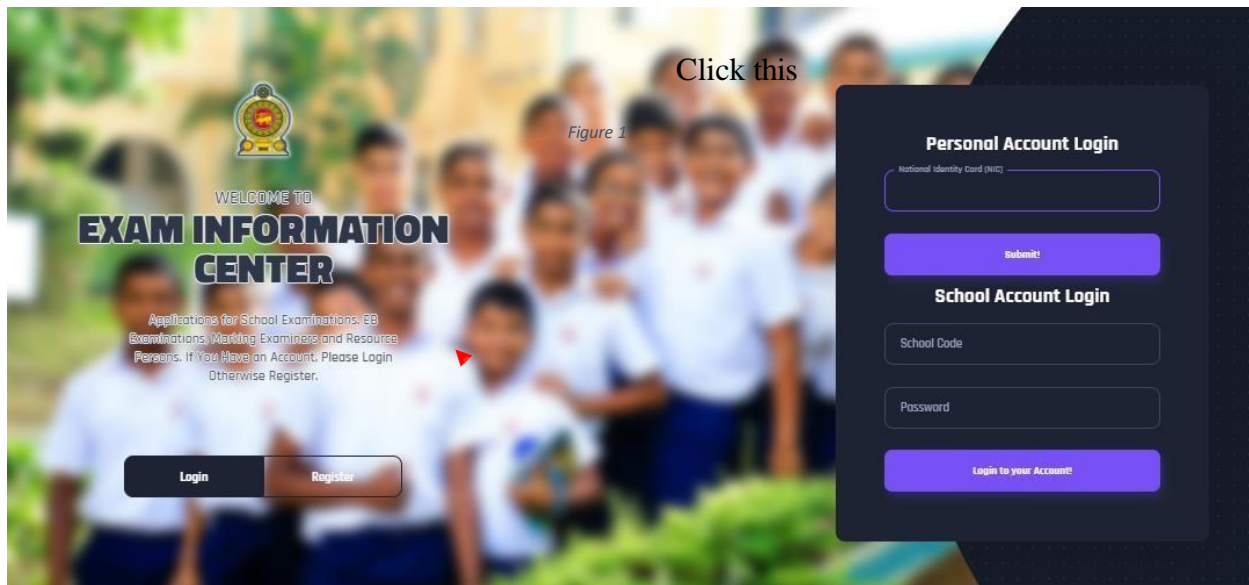 Click this
Figure 1
WELCOME TO
EXAM INFORMATION
CENTER
Applications for School Examinations, EB
Examinations, Marking Examiners and Resource
Persons. If You Have an Account, Please Login
Otherwise Register.
Login
Register
Personal Account Login
National Identity Card (NIC)
Submit!
School Account Login
School Code
Password
Login to your Account!